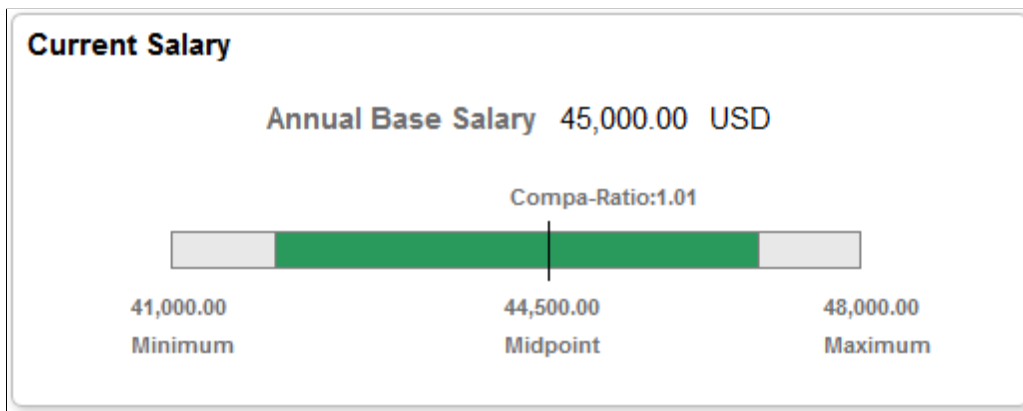 Current Salary
Annual Base Salary 45,000.00 USD
Compa-Ratio:1.01
41,000.00 44,500.00 48,000.00
Minimum Midpoint Maximum